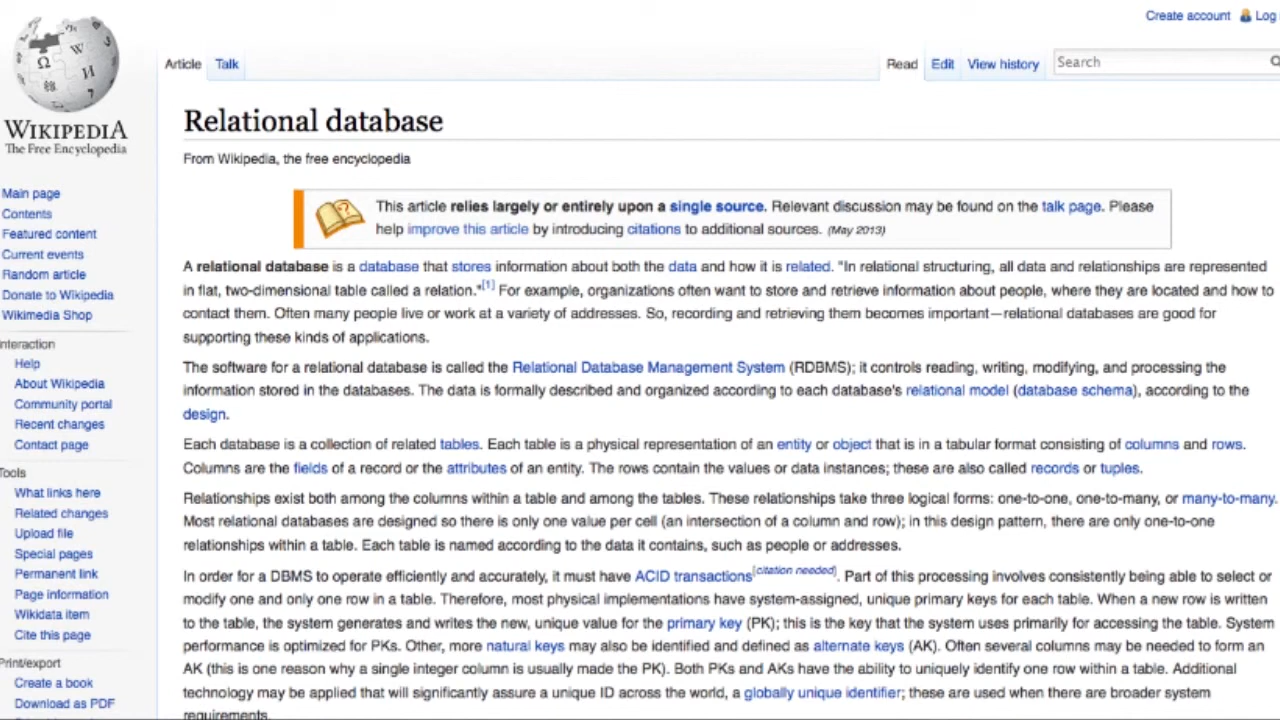 Create account Log
Article Talk Read Edit View history Search
WIKIPEDIA
The Free Encyclopedia
Main page
Contents
Featured content
Current events
Random article
Donate to Wikipedia
Wikimedia Shop
Interaction
Help
About Wikipedia
Community portal
Recent changes
Contact page
Tools
What links here
Related changes
Upload file
Special pages
Permanent link
Page information
Wikidata item
Cite this page
Print/export
Create a book
Download as PDF
Relational database
From Wikipedia, the free encyclopedia
This article relies largely or entirely upon a single source. Relevant discussion may be found on the talk page. Please
help improve this article by introducing citations to additional sources. (May 2013)
A relational database is a database that stores information about both the data and how it is related. "In relational structuring, all data and relationships are represented
in flat, two-dimensional table called a relation."[1] For example, organizations often want to store and retrieve information about people, where they are located and how to
contact them. Often many people live or work at a variety of addresses. So, recording and retrieving them becomes important—relational databases are good for
supporting these kinds of applications.
The software for a relational database is called the Relational Database Management System (RDBMS); it controls reading, writing, modifying, and processing the
information stored in the databases. The data is formally described and organized according to each database's relational model (database schema), according to the
design.
Each database is a collection of related tables. Each table is a physical representation of an entity or object that is in a tabular format consisting of columns and rows.
Columns are the fields of a record or the attributes of an entity. The rows contain the values or data instances; these are also called records or tuples.
Relationships exist both among the columns within a table and among the tables. These relationships take three logical forms: one-to-one, one-to-many, or many-to-many.
Most relational databases are designed so there is only one value per cell (an intersection of a column and row); in this design pattern, there are only one-to-one
relationships within a table. Each table is named according to the data it contains, such as people or addresses.
In order for a DBMS to operate efficiently and accurately, it must have ACID transactions[citation needed]. Part of this processing involves consistently being able to select or
modify one and only one row in a table. Therefore, most physical implementations have system-assigned, unique primary keys for each table. When a new row is written
to the table, the system generates and writes the new, unique value for the primary key (PK); this is the key that the system uses primarily for accessing the table. System
performance is optimized for PKs. Other, more natural keys may also be identified and defined as alternate keys (AK). Often several columns may be needed to form an
AK (this is one reason why a single integer column is usually made the PK). Both PKs and AKs have the ability to uniquely identify one row within a table. Additional
technology may be applied that will significantly assure a unique ID across the world, a globally unique identifier; these are used when there are broader system
requirements.